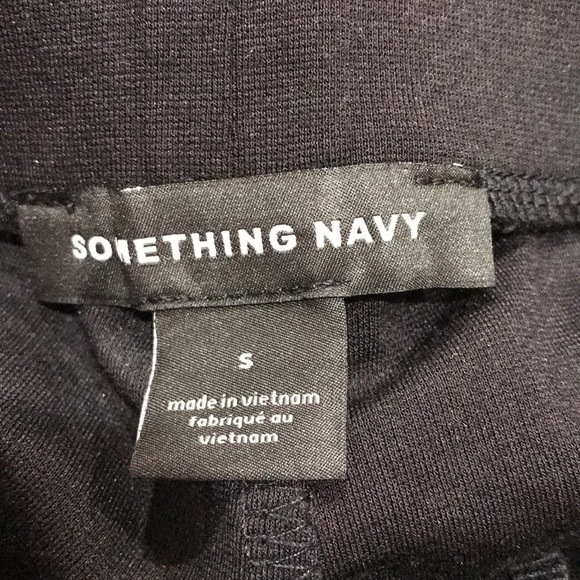 SOMETHING NAVY
S
made in vietnam
fabriqué au
vietnam